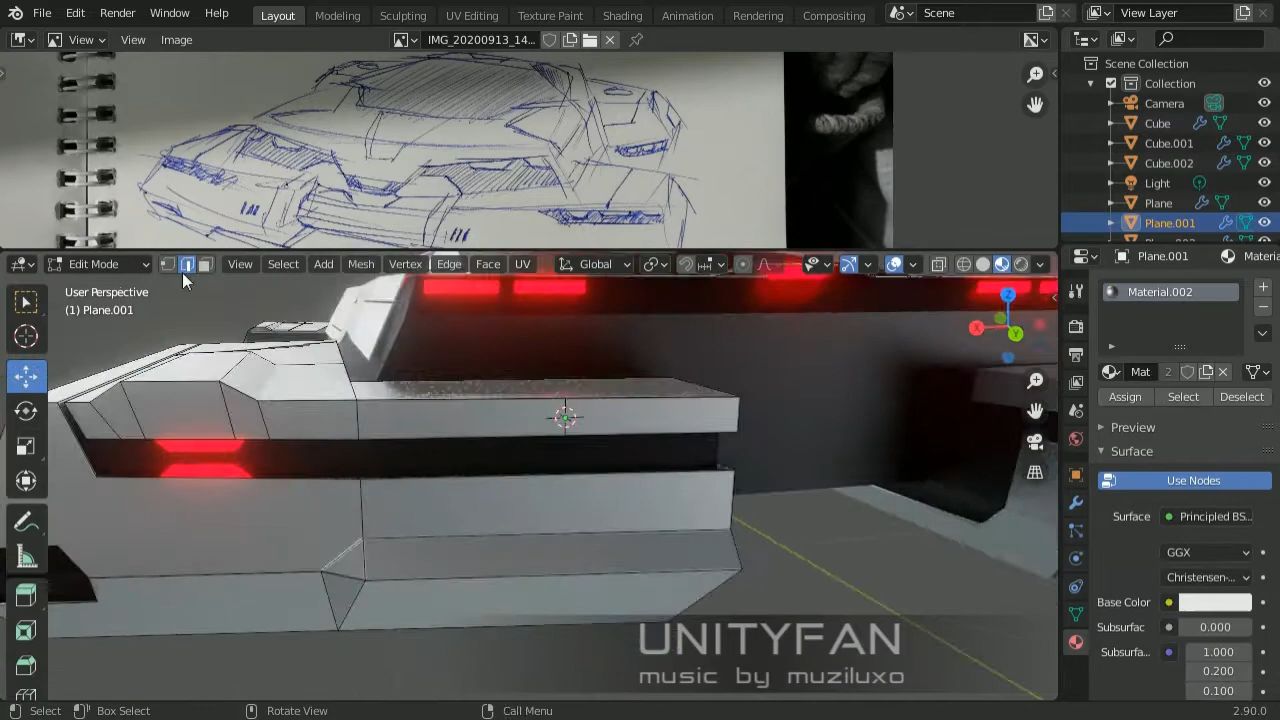 File Edit Render Window Help Layout Modeling Sculpting UV Editing Texture Paint Shading Animation Rendering Compositing Scene View Layer
View View Image IMG_20200913_14...
Scene Collection
Collection
Camera
Cube
Cube.001
Cube.002
Light
Plane
Plane.001
Edit Mode View Select Add Mesh Vertex Edge Face UV Global
Plane.001 Materia
User Perspective
(1) Plane.001
Material.002
Mat 2
Assign Select Deselect
Preview
Surface
Use Nodes
Surface Principled BS...
GGX
Christensen-...
Base Color
Subsurfac 0.000
Subsurfa... 1.000
0.200
0.100
X
Y
Z
UNITYFAN
music by muziluxo
Select Box Select Rotate View Call Menu 2.90.0